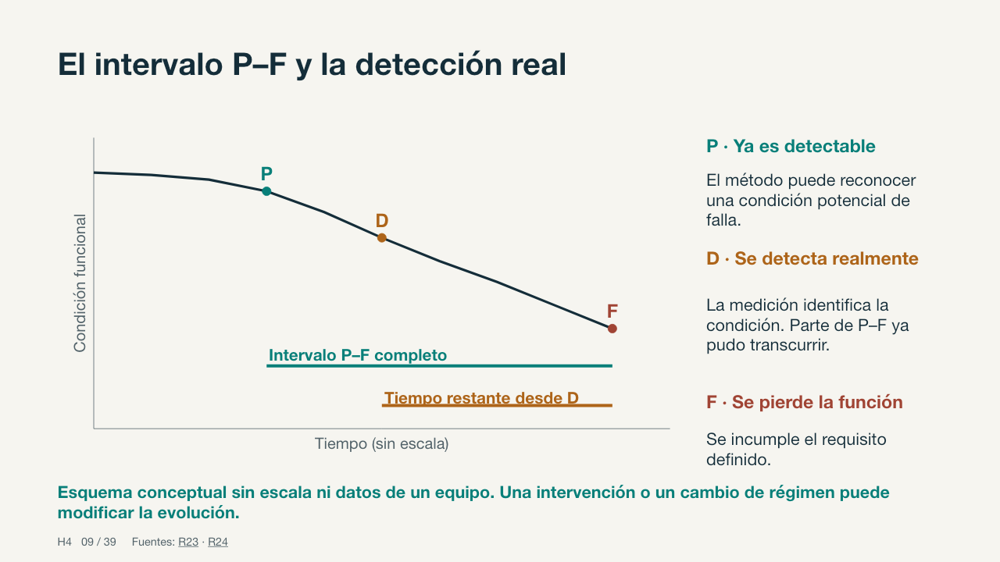 El intervalo P–F y la detección real
Condición funcional
P
D
F
Intervalo P–F completo
Tiempo restante desde D
Tiempo (sin escala)
P · Ya es detectable
El método puede reconocer
una condición potencial de
falla.
D · Se detecta realmente
La medición identifica la
condición. Parte de P–F ya
pudo transcurrir.
F · Se pierde la función
Se incumple el requisito
definido.
Esquema conceptual sin escala ni datos de un equipo. Una intervención o un cambio de régimen puede
modificar la evolución.
H4 09 / 39 Fuentes: R23 · R24